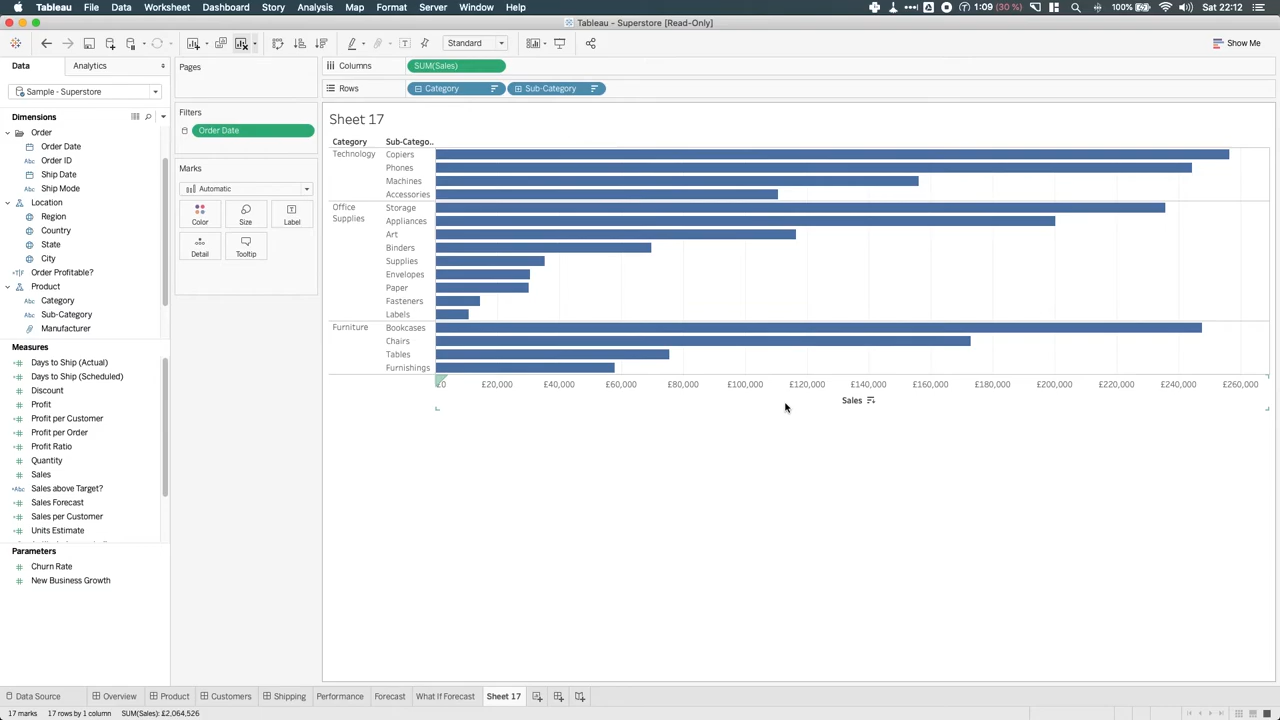 Tableau File Data Worksheet Dashboard Story Analysis Map Format Server Window Help
1:09 (30 %) 100% Sat 22:12
Tableau - Superstore [Read-Only]
Standard
Show Me
Data Analytics
Sample - Superstore
Dimensions
Order
Order Date
Abc Order ID
Ship Date
Abc Ship Mode
Location
Region
Country
State
City
=T|F Order Profitable?
Product
Abc Category
Abc Sub-Category
Manufacturer
Measures
Days to Ship (Actual)
Days to Ship (Scheduled)
Discount
Profit
Profit per Customer
Profit per Order
Profit Ratio
Quantity
Sales
=Abc Sales above Target?
Sales Forecast
Sales per Customer
Units Estimate
Parameters
Churn Rate
New Business Growth
Pages
Filters
Order Date
Marks
Automatic
Color Size Label
Detail Tooltip
Columns SUM(Sales)
Rows Category Sub-Category
Sheet 17
Category Sub-Catego..
Technology Copiers
Phones
Machines
Accessories
Office Supplies Storage
Appliances
Art
Binders
Supplies
Envelopes
Paper
Fasteners
Labels
Furniture Bookcases
Chairs
Tables
Furnishings
£0 £20,000 £40,000 £60,000 £80,000 £100,000 £120,000 £140,000 £160,000 £180,000 £200,000 £220,000 £240,000 £260,000
Sales
Data Source Overview Product Customers Shipping Performance Forecast What If Forecast Sheet 17
17 marks 17 rows by 1 column SUM(Sales): £2,064,526